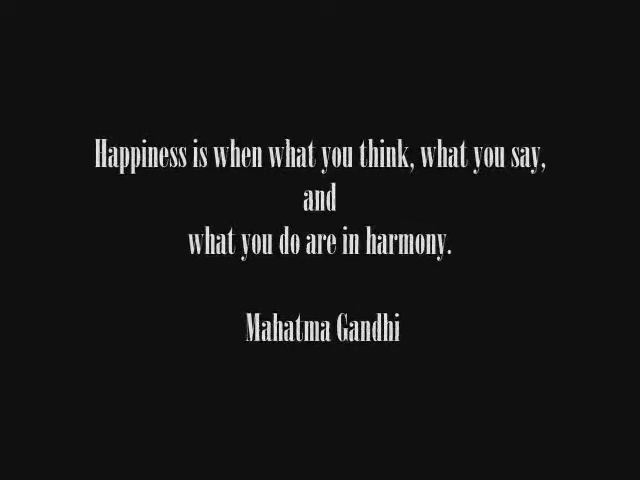 Happiness is when what you think, what you say,
and
what you do are in harmony.
Mahatma Gandhi